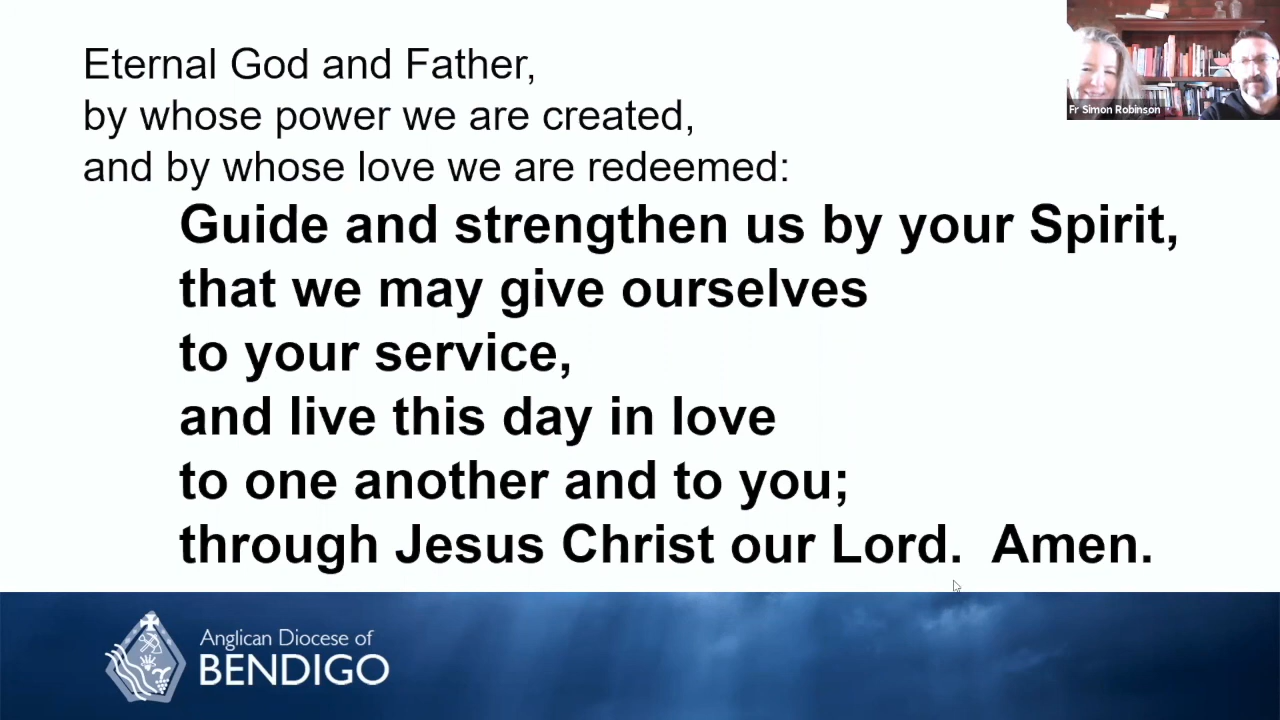 Eternal God and Father,
by whose power we are created,
and by whose love we are redeemed:
Guide and strengthen us by your Spirit,
that we may give ourselves
to your service,
and live this day in love
to one another and to you;
through Jesus Christ our Lord.  Amen.
Fr Simon Robinson
Anglican Diocese of
BENDIGO